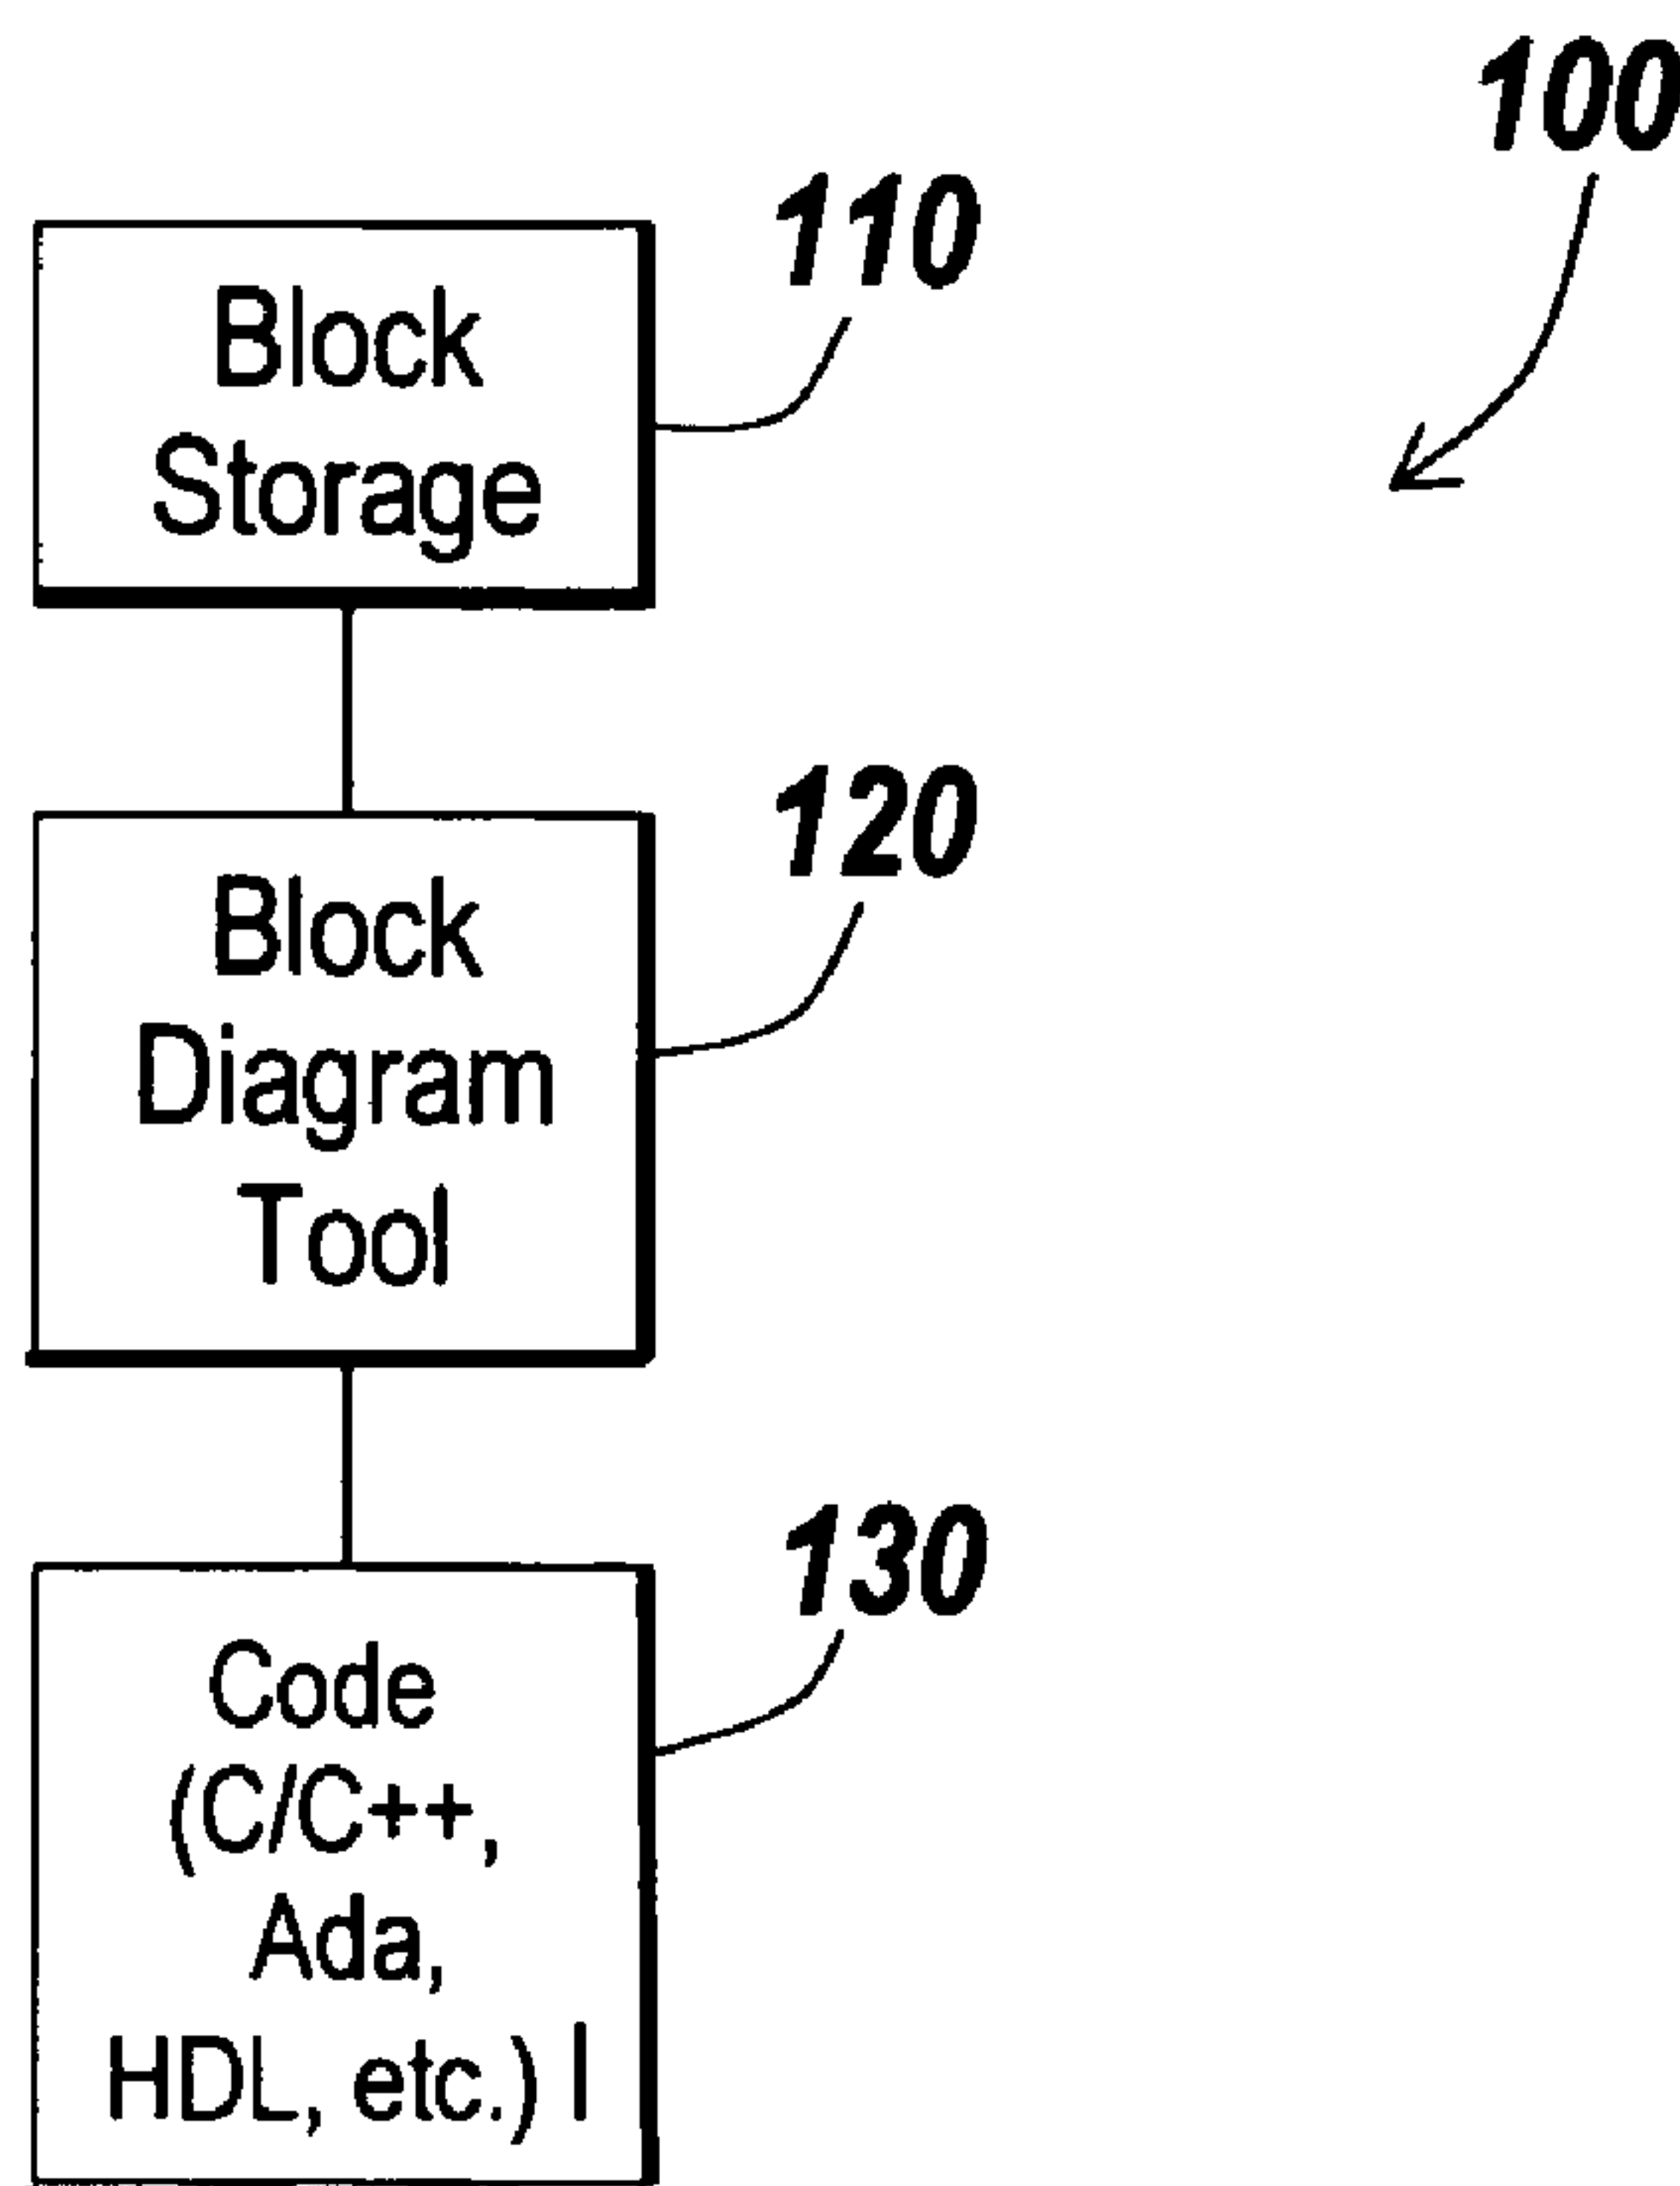 100
110
Block
Storage
120
Block
Diagram
Tool
130
Code
(C/C++,
Ada,
HDL, etc.) l